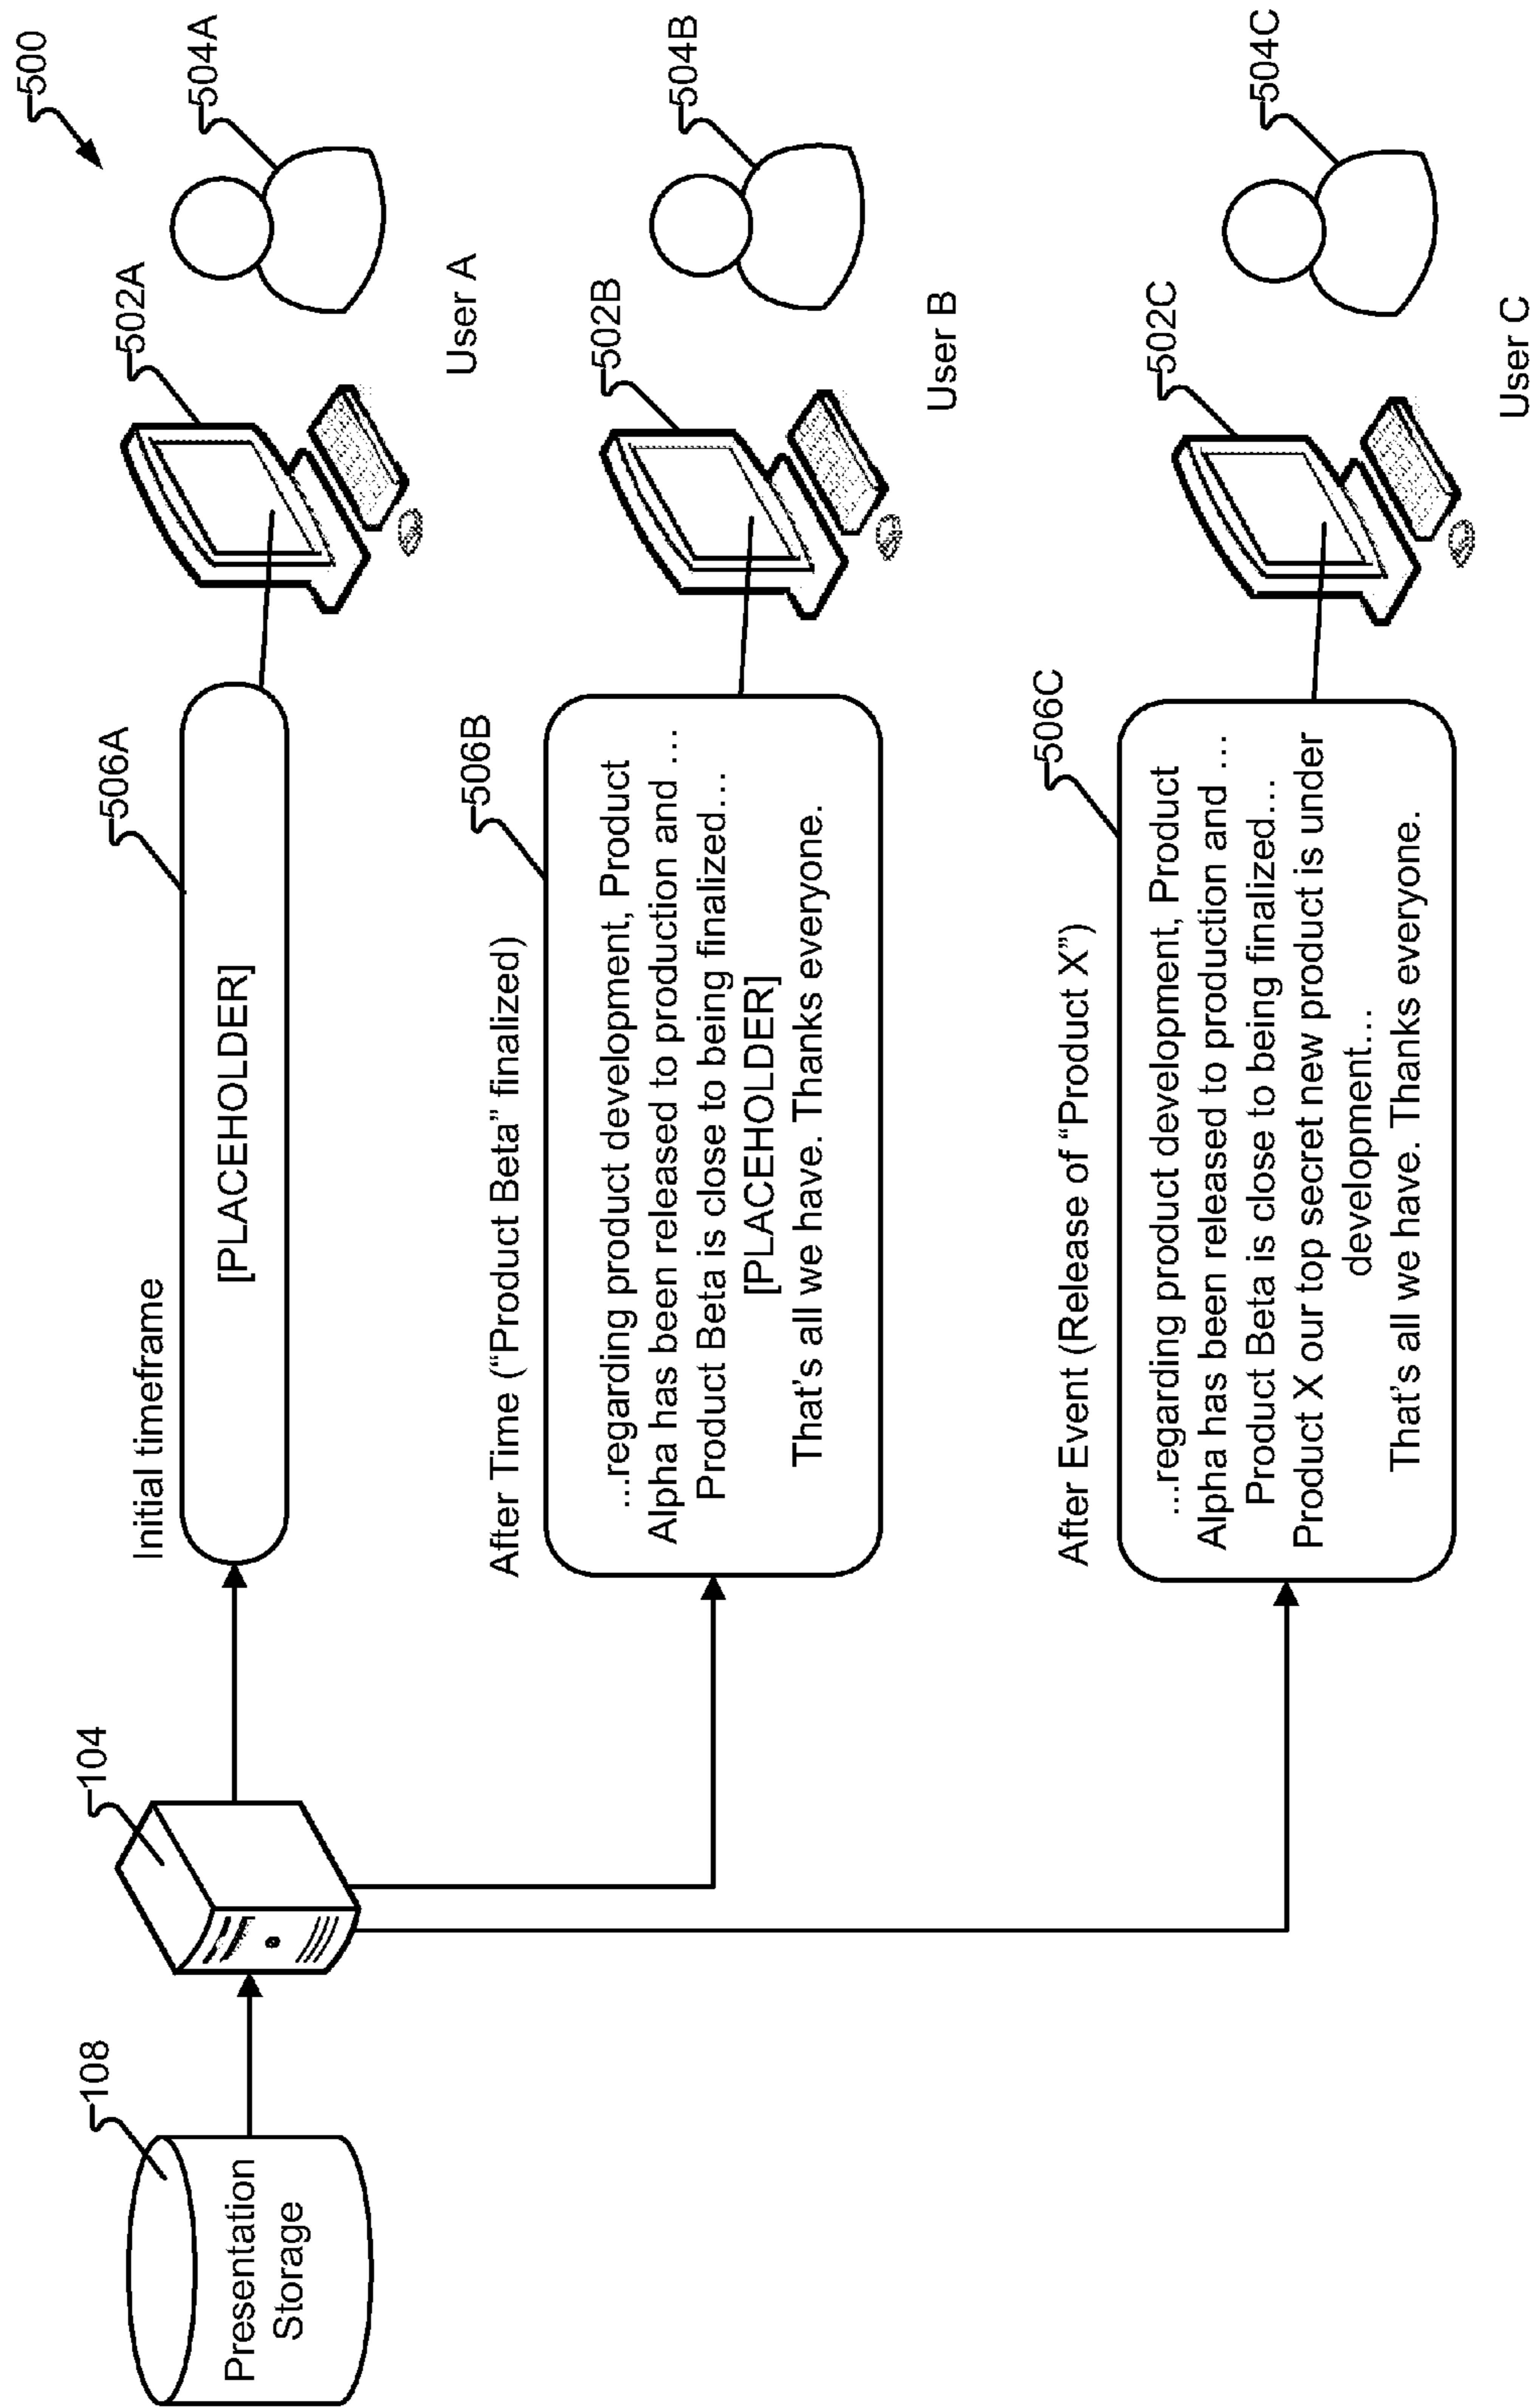 500
108
Presentation
Storage
104
Initial timeframe
506A
[PLACEHOLDER]
502A
504A
User A
After Time (“Product Beta” finalized)
506B
...regarding product development, Product
Alpha has been released to production and ...
Product Beta is close to being finalized...
[PLACEHOLDER]
That's all we have. Thanks everyone.
502B
504B
User B
After Event (Release of “Product X”)
506C
...regarding product development, Product
Alpha has been released to production and ...
Product Beta is close to being finalized...
Product X our top secret new product is under
development...
That's all we have. Thanks everyone.
502C
504C
User C